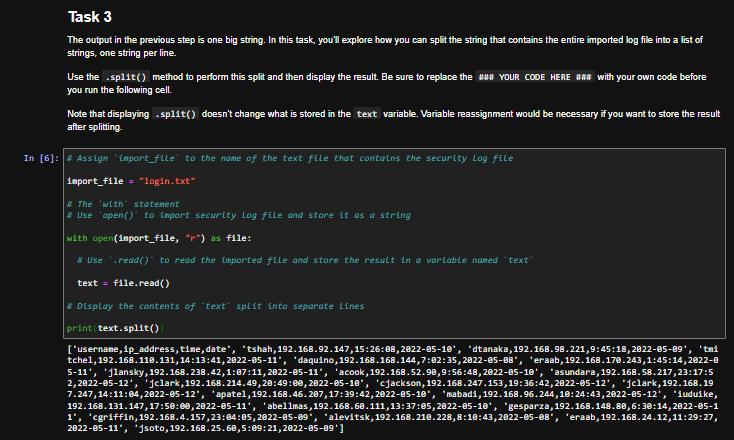 Task 3
The output in the previous step is one big string. In this task, you'll explore how you can split the string that contains the entire imported log file into a list of
strings, one string per line.
Use the .split() method to perform this split and then display the result. Be sure to replace the ### YOUR CODE HERE ### with your own code before
you run the following cell.
Note that displaying .split() doesn't change what is stored in the text variable. Variable reassignment would be necessary if you want to store the result
after splitting.
In [6]: # Assign `import_file` to the name of the text file that contains the security log file
import_file = "login.txt"
# The `with` statement
# Use `open()` to import security log file and store it as a string
with open(import_file, "r") as file:
# Use `.read()` to read the imported file and store the result in a variable named `text`
text = file.read()
# Display the contents of `text` split into separate lines
print(text.split())
['username,ip_address,time,date', 'tshah,192.168.92.147,15:26:08,2022-05-10', 'dtanaka,192.168.98.221,9:45:18,2022-05-09', 'tmi
tchel,192.168.110.131,14:13:41,2022-05-11', 'daquino,192.168.168.144,7:02:35,2022-05-08', 'eraab,192.168.170.243,1:45:14,2022-0
5-11', 'jlansky,192.168.238.42,1:07:11,2022-05-11', 'acook,192.168.52.90,9:56:48,2022-05-10', 'asundara,192.168.58.217,23:17:5
2,2022-05-12', 'jclark,192.168.214.49,20:49:00,2022-05-10', 'cjackson,192.168.247.153,19:36:42,2022-05-12', 'jclark,192.168.19
7.247,14:11:04,2022-05-12', 'apatel,192.168.46.207,17:39:42,2022-05-10', 'mabadi,192.168.96.244,10:24:43,2022-05-12', 'iuduike,
192.168.131.147,17:50:00,2022-05-11', 'abellmas,192.168.60.111,13:37:05,2022-05-10', 'gesparza,192.168.148.80,6:30:14,2022-05-1
1', 'cgriffin,192.168.4.157,23:04:05,2022-05-09', 'alevitsk,192.168.210.228,8:10:43,2022-05-08', 'eraab,192.168.24.12,11:29:27,
2022-05-11', 'jsoto,192.168.25.60,5:09:21,2022-05-09']